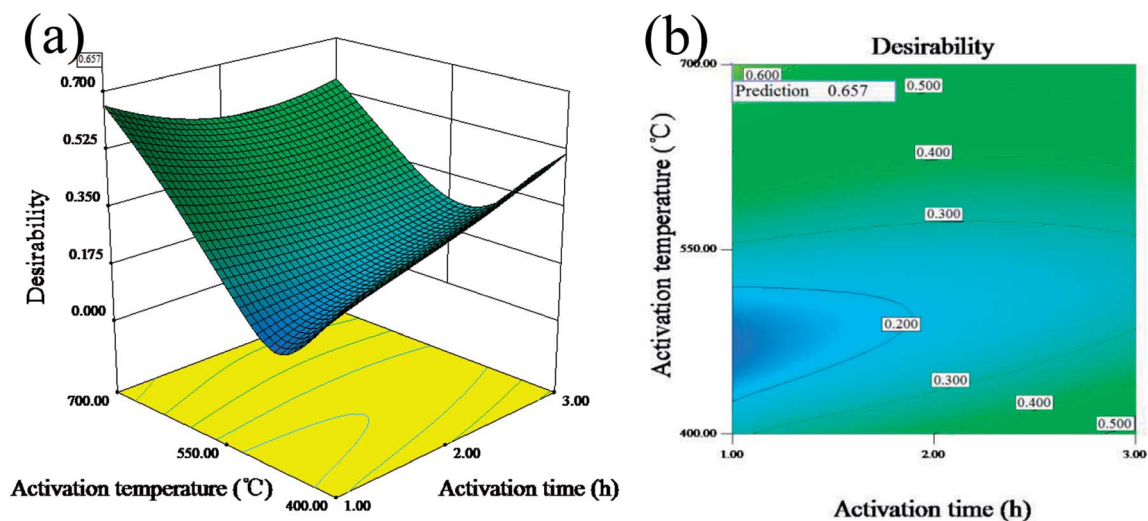 (a)
0.657
0.700
0.525
0.350
0.175
0.000
Desirability
700.00
550.00
400.00
Activation temperature (℃)
1.00
2.00
3.00
Activation time (h)
(b)
Desirability
700.00
550.00
400.00
Activation temperature (℃)
0.600
Prediction 0.657
0.500
0.400
0.300
0.200
0.300
0.400
0.500
1.00
2.00
3.00
Activation time (h)